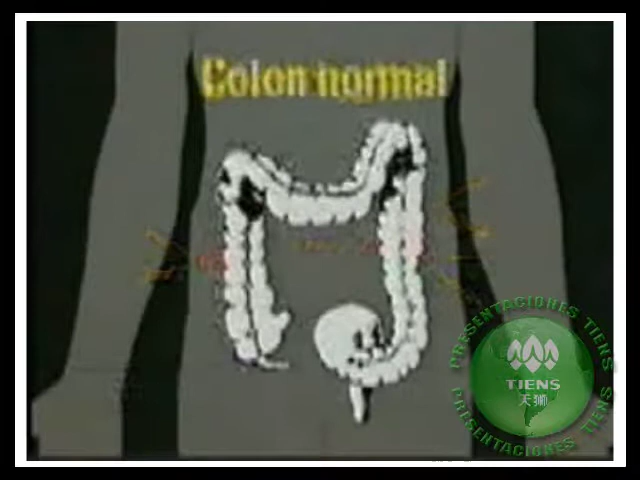 Colon normal
PRESENTACIONES TIENS
TIENS
天狮
PRESENTACIONES TIENS